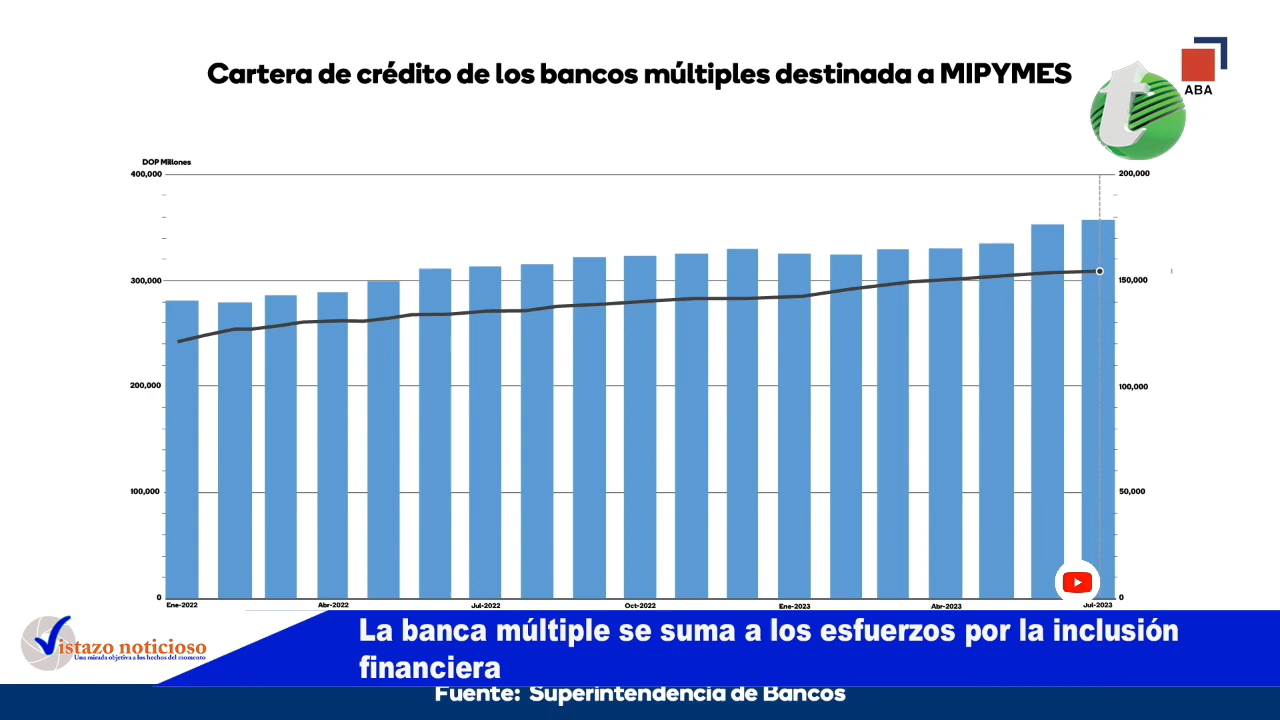 Cartera de crédito de los bancos múltiples destinada a MIPYMES
ABA
t
DOP Millones
400,000
200,000
300,000
150,000
200,000
100,000
100,000
50,000
0
0
Ene-2022
Abr-2022
Jul-2022
Oct-2022
Ene-2023
Abr-2023
Jul-2023
Vistazo noticioso
Una mirada objetiva a los hechos del momento
La banca múltiple se suma a los esfuerzos por la inclusión
financiera
Fuente: Superintendencia de Bancos